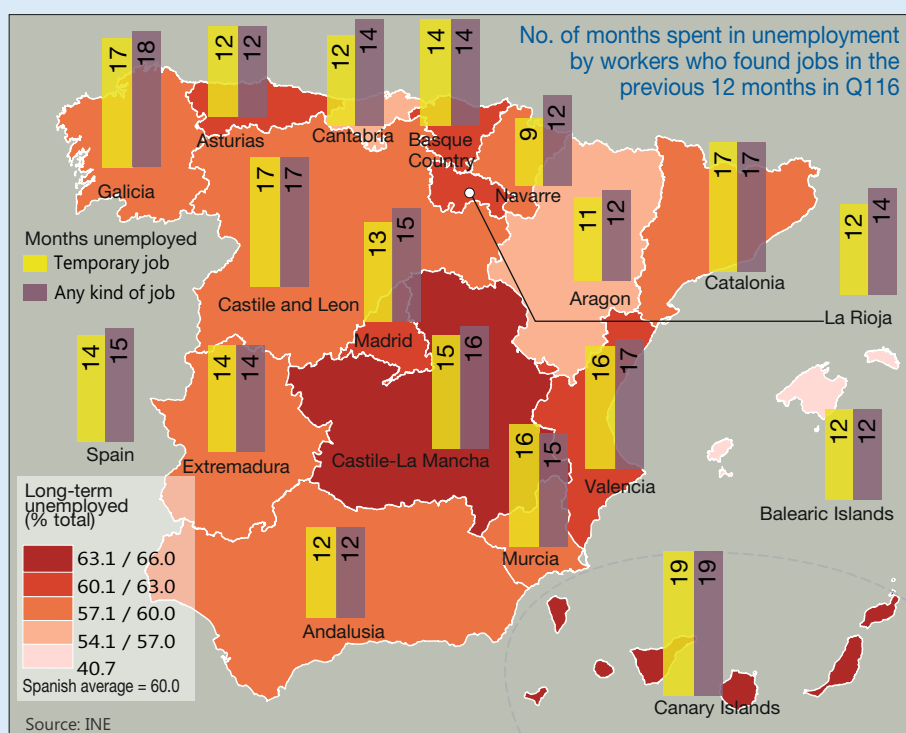 No. of months spent in unemployment
by workers who found jobs in the
previous 12 months in Q116
17 18
Galicia
12 12
Asturias
12 14
Cantabria
14 14
Basque
Country
9 12
Navarre
17 17
Castile and Leon
13 15
Madrid
11 12
Aragon
17 17
Catalonia
12 14
La Rioja
Months unemployed
Temporary job
Any kind of job
14 15
Spain
14 14
Extremadura
15 16
Castile-La Mancha
16 17
Valencia
16 15
Murcia
12 12
Balearic Islands
12 12
Andalusia
19 19
Canary Islands
Long-term
unemployed
(% total)
63.1 / 66.0
60.1 / 63.0
57.1 / 60.0
54.1 / 57.0
40.7
Spanish average = 60.0
Source: INE